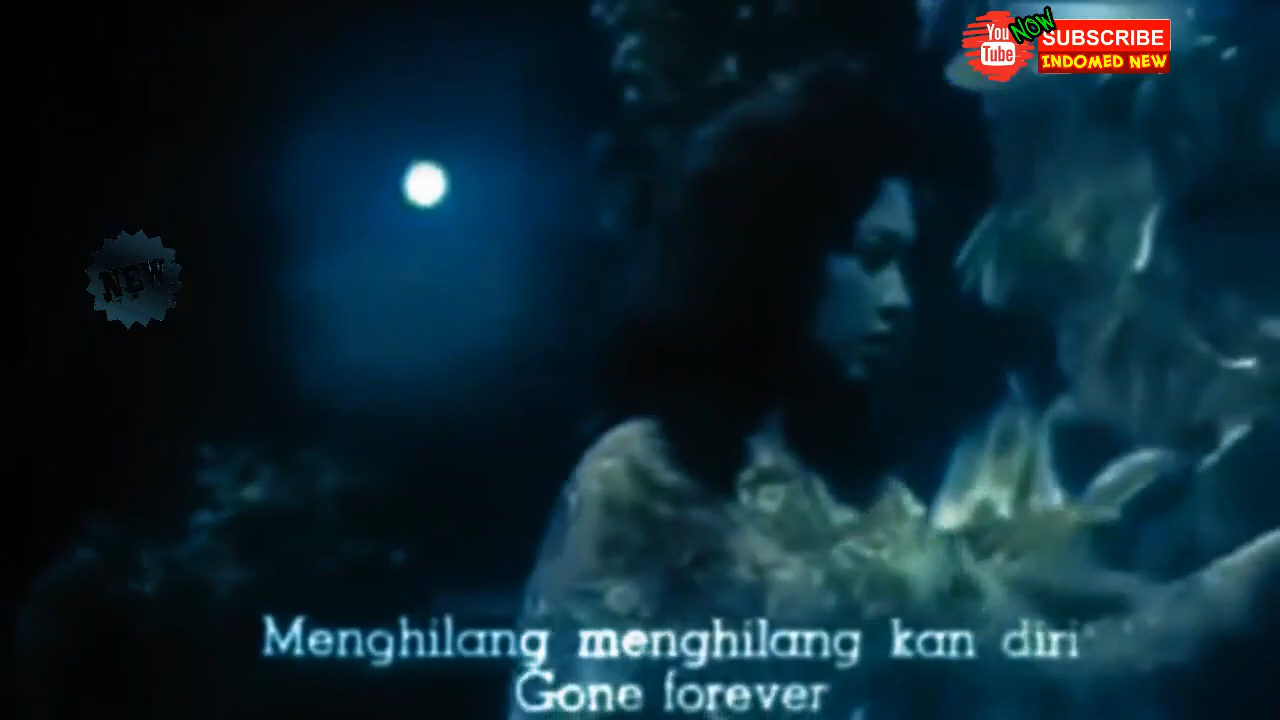 You
Tube
NOW
SUBSCRIBE
INDOMED NEW
NEW
Menghilang menghilang kan diri
Gone forever